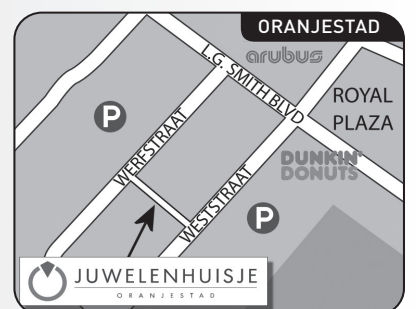 ORANJESTAD
arubus
L.G. SMITH BLVD
ROYAL
PLAZA
P
WERFSTRAAT
DUNKIN'
DONUTS
WESTSTRAAT
P
JUWELENHUISJE
ORANJESTAD